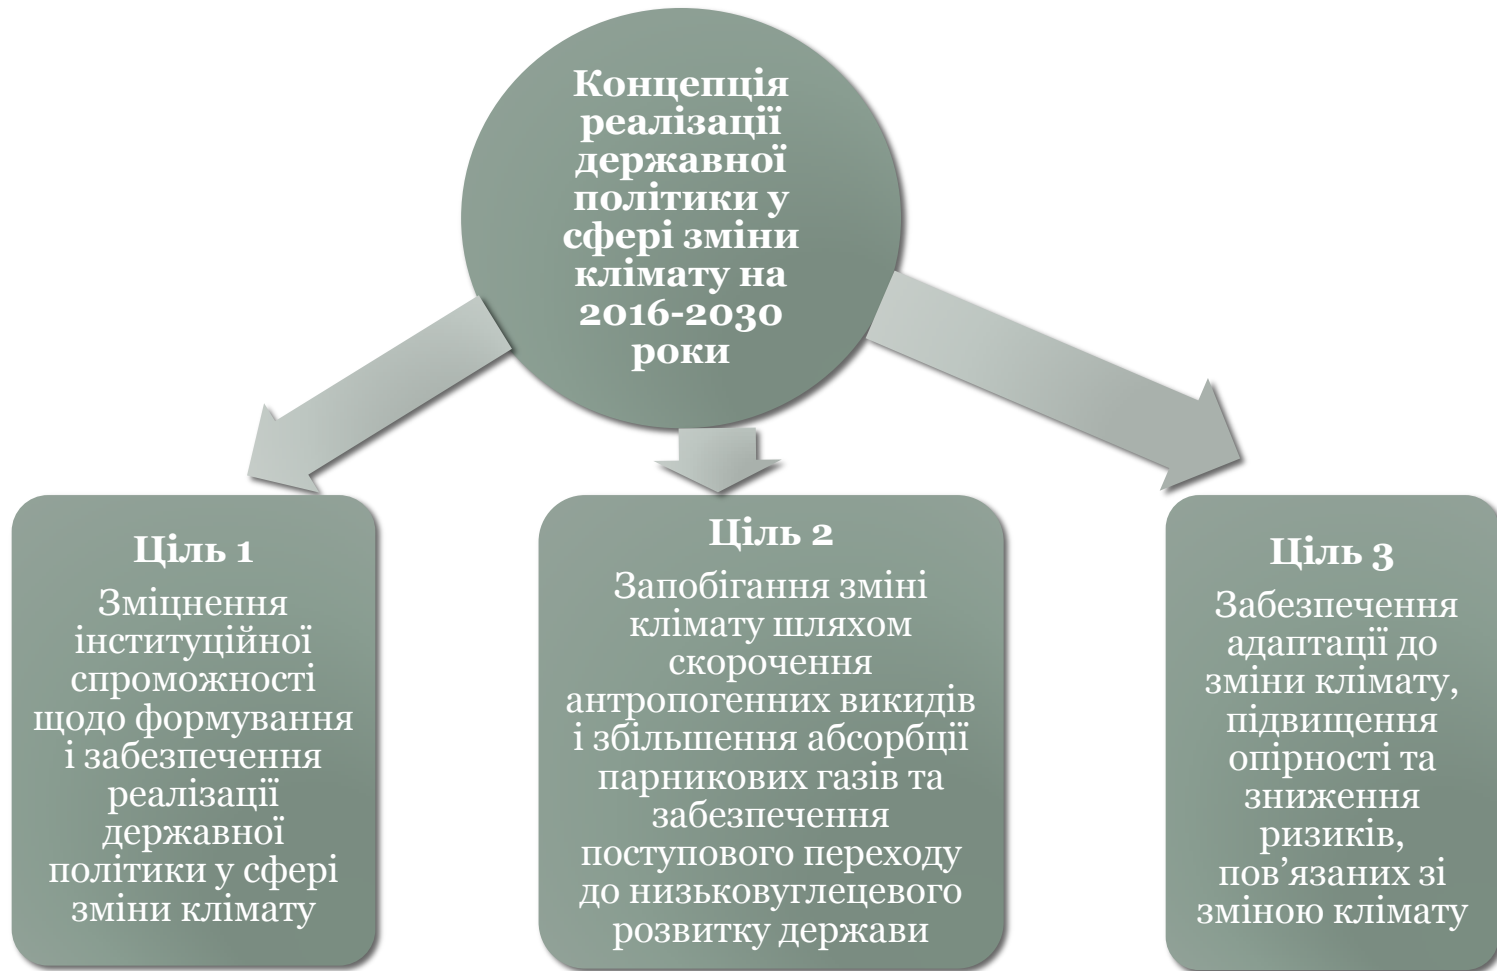 Концепція
реалізації
державної
політики у
сфері зміни
клімату на
2016-2030
роки
Ціль 1
Зміцнення
інституційної
спроможності
щодо формування
і забезпечення
реалізації
державної
політики у сфері
зміни клімату
Ціль 2
Запобігання зміні
клімату шляхом
скорочення
антропогенних викидів
і збільшення абсорбції
парникових газів та
забезпечення
поступового переходу
до низьковуглецевого
розвитку держави
Ціль 3
Забезпечення
адаптації до
зміни клімату,
підвищення
опірності та
зниження
ризиків,
пов’язаних зі
зміною клімату